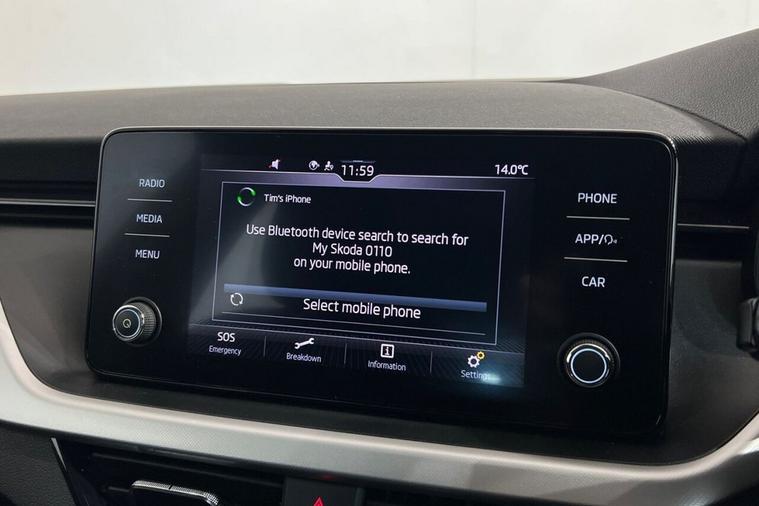 11:59
14.0°C
RADIO
MEDIA
MENU
Tim's iPhone
Use Bluetooth device search to search for
My Skoda 0110
on your mobile phone.
Select mobile phone
SOS
Emergency
Breakdown
Information
Settings
PHONE
APP/
CAR